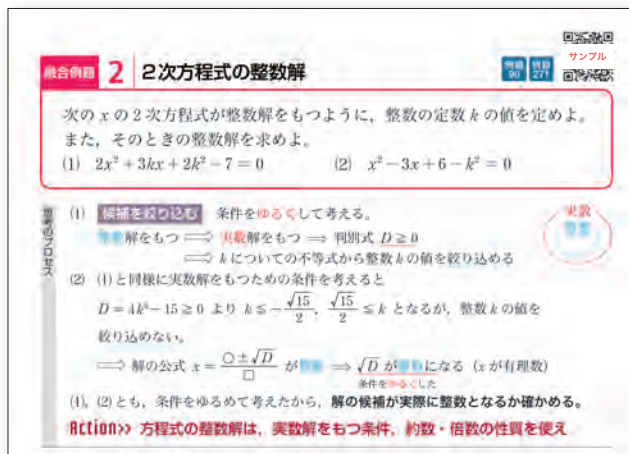 サンプル
融合例題 2 2次方程式の整数解 例題 90 例題 271
次の x の2次方程式が整数解をもつように，整数の定数 k の値を定めよ。
また，そのときの整数解を求めよ。
(1) 2x² + 3kx + 2k² − 7 = 0 (2) x² − 3x + 6 − k² = 0
思考のプロセス
(1) 候補を絞り込む 条件をゆるくして考える。
整数解をもつ ⟹ 実数解をもつ ⟹ 判別式 D ≧ 0
⟹ k についての不等式から整数 k の値を絞り込める
実数
整数
(2) (1)と同様に実数解をもつための条件を考えると
D = 4k² − 15 ≧ 0 より k ≦ −√15/2，√15/2 ≦ k となるが，整数 k の値を
絞り込めない。
⟹ 解の公式 x = (○ ± √D)/□ が整数 ⟹ √D が整数になる (x が有理数)
条件をゆるくした
(1)，(2)とも，条件をゆるめて考えたから，解の候補が実際に整数となるか確かめる。
Action>> 方程式の整数解は，実数解をもつ条件，約数・倍数の性質を使え